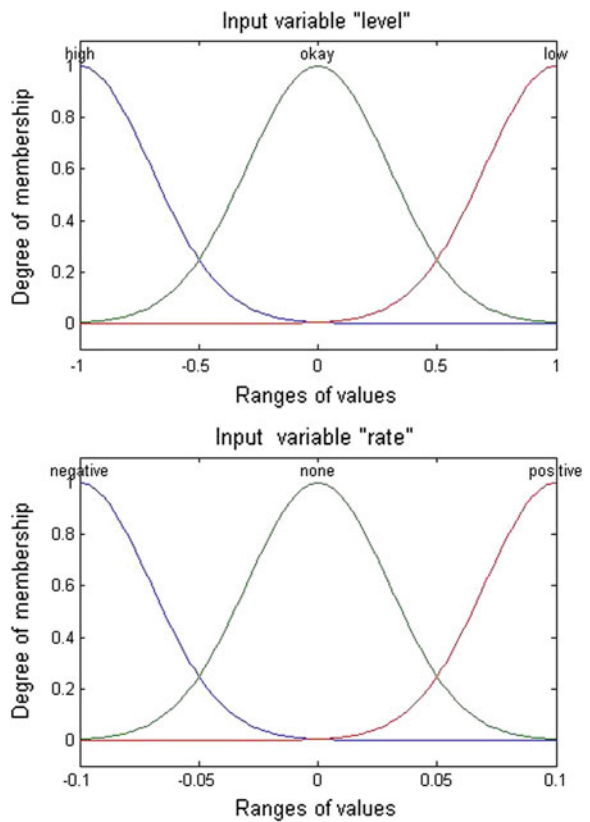 Input variable "level"
high okay low
1
0.8
0.6
0.4
0.2
0
Degree of membership
-1 -0.5 0 0.5 1
Ranges of values
Input variable "rate"
negative none positive
1
0.8
0.6
0.4
0.2
0
Degree of membership
-0.1 -0.05 0 0.05 0.1
Ranges of values